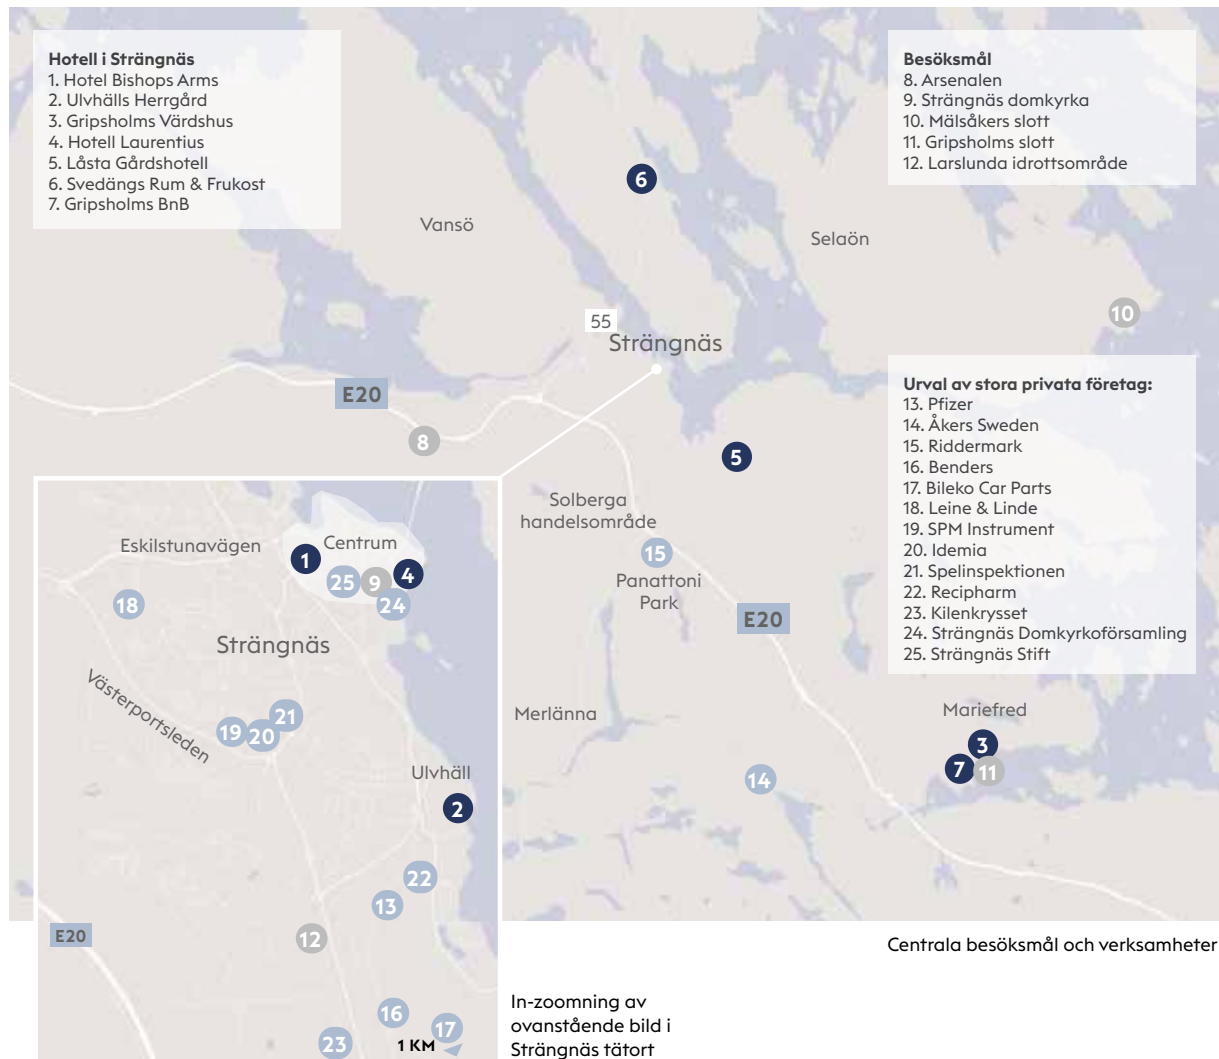 Hotell i Strängnäs
1. Hotel Bishops Arms
2. Ulvhälls Herrgård
3. Gripsholms Värdshus
4. Hotell Laurentius
5. Låsta Gårdshotell
6. Svedängs Rum & Frukost
7. Gripsholms BnB
Besöksmål
8. Arsenalen
9. Strängnäs domkyrka
10. Mälsåkers slott
11. Gripsholms slott
12. Larslunda idrottsområde
6
Vansö
Selaön
10
55
Strängnäs
E20
8
5
Urval av stora privata företag:
13. Pfizer
14. Åkers Sweden
15. Riddermark
16. Benders
17. Bileko Car Parts
18. Leine & Linde
19. SPM Instrument
20. Idemia
21. Spelinspektionen
22. Recipharm
23. Kilenkrysset
24. Strängnäs Domkyrkoförsamling
25. Strängnäs Stift
Solberga
handelsområde
15
Panattoni
Park
E20
Merlänna
14
Mariefred
3
7
11
Eskilstunavägen
Centrum
1
25
9
4
24
18
Strängnäs
Västerportsleden
19
20
21
Ulvhäll
2
22
13
E20
12
16
17
23
1 KM
Centrala besöksmål och verksamheter
In-zoomning av
ovanstående bild i
Strängnäs tätort